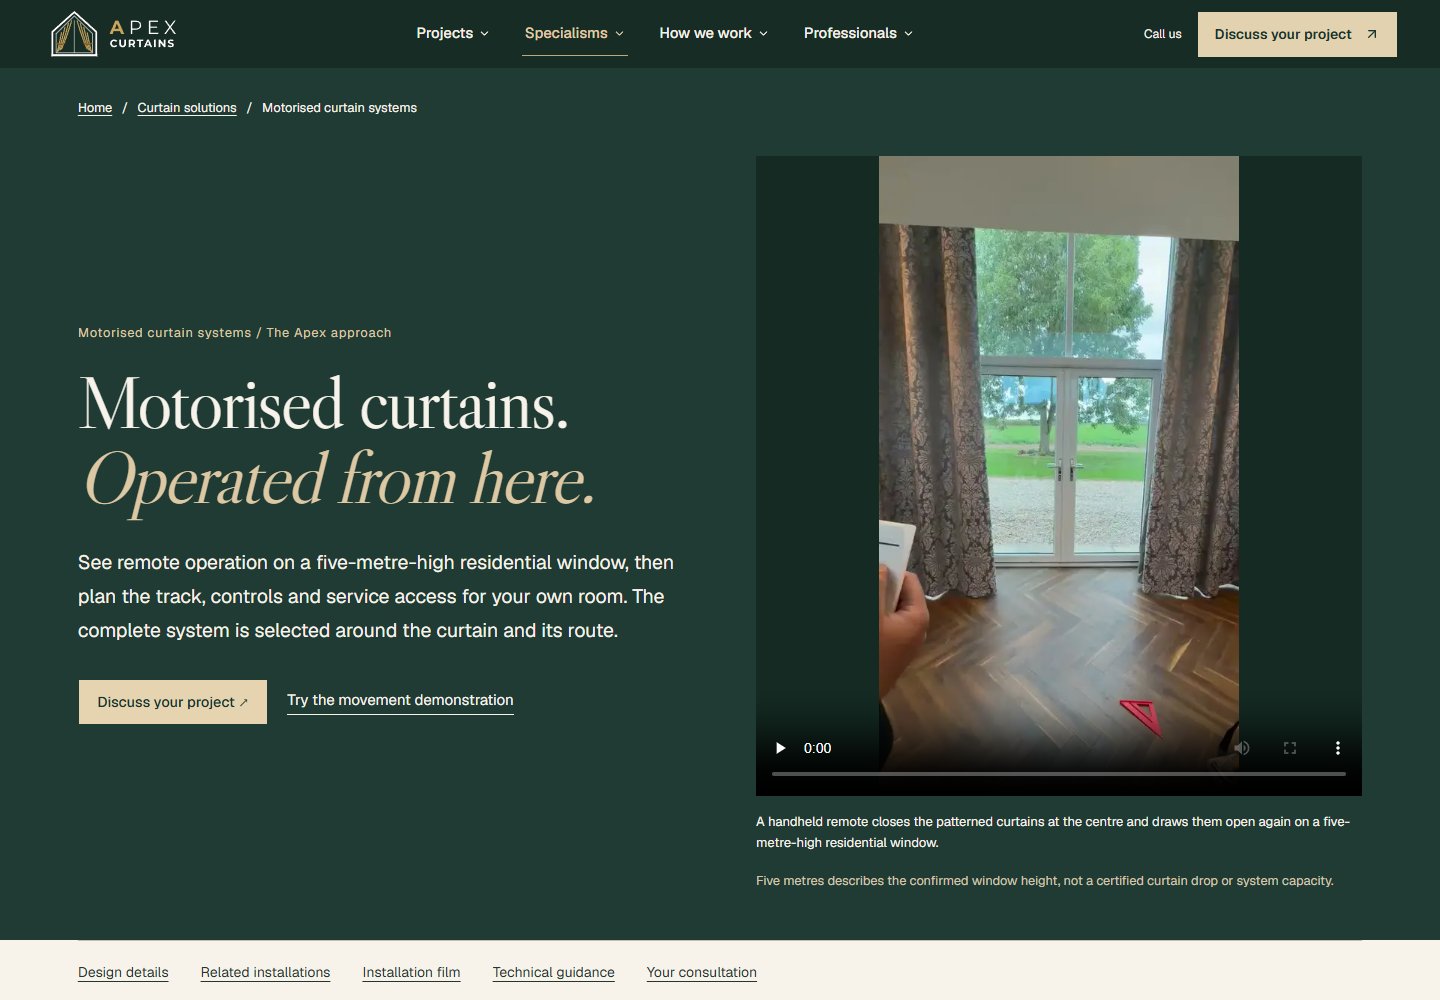 APEX
CURTAINS
Projects
Specialisms
How we work
Professionals
Call us
Discuss your project
Home / Curtain solutions / Motorised curtain systems
Motorised curtain systems / The Apex approach
Motorised curtains.
Operated from here.
See remote operation on a five-metre-high residential window, then
plan the track, controls and service access for your own room. The
complete system is selected around the curtain and its route.
Discuss your project ↗
Try the movement demonstration
0:00
A handheld remote closes the patterned curtains at the centre and draws them open again on a five-
metre-high residential window.
Five metres describes the confirmed window height, not a certified curtain drop or system capacity.
Design details
Related installations
Installation film
Technical guidance
Your consultation